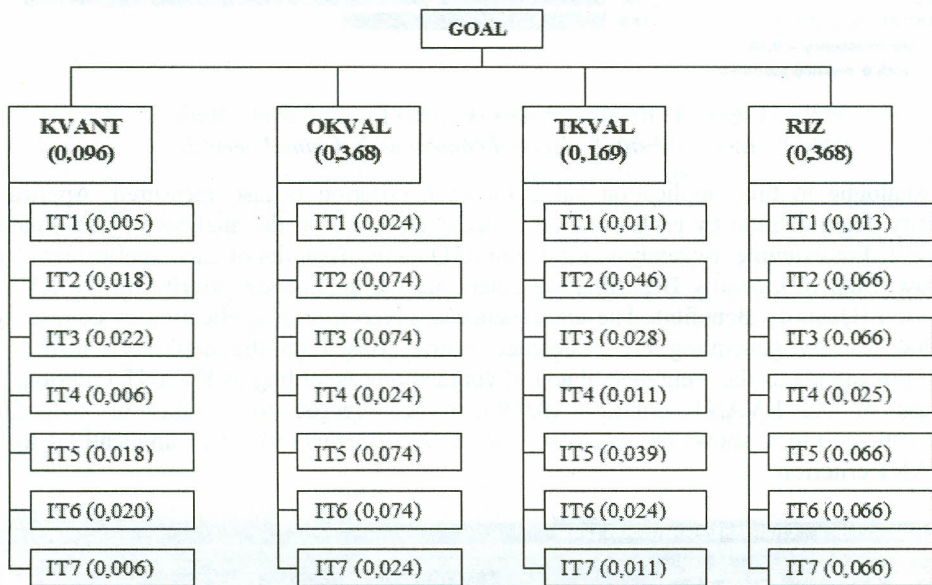 GOAL
KVANT
(0,096)
IT1 (0,005)
IT2 (0,018)
IT3 (0,022)
IT4 (0,006)
IT5 (0,018)
IT6 (0,020)
IT7 (0,006)
OKVAL
(0,368)
IT1 (0,024)
IT2 (0,074)
IT3 (0,074)
IT4 (0,024)
IT5 (0,074)
IT6 (0,074)
IT7 (0,024)
TKVAL
(0,169)
IT1 (0,011)
IT2 (0,046)
IT3 (0,028)
IT4 (0,011)
IT5 (0,039)
IT6 (0,024)
IT7 (0,011)
RIZ
(0,368)
IT1 (0,013)
IT2 (0,066)
IT3 (0,066)
IT4 (0,025)
IT5 (0,066)
IT6 (0,066)
IT7 (0,066)